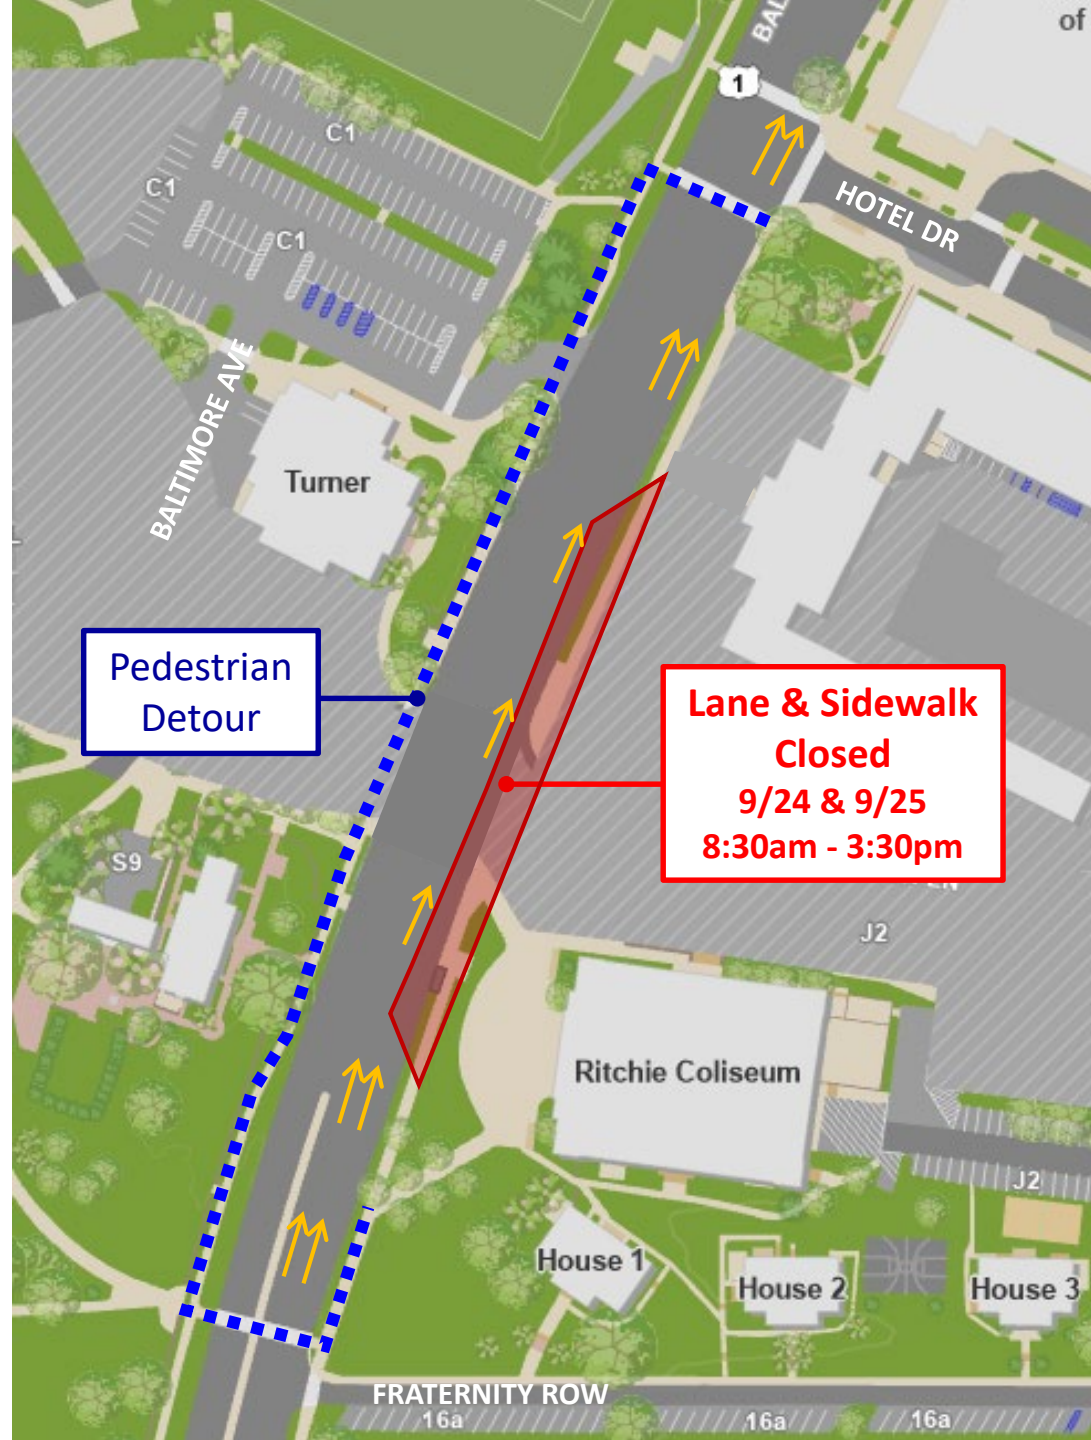 of
BAL
1
C1
C1
HOTEL DR
C1
BALTIMORE AVE
Turner
Pedestrian
Detour
Lane & Sidewalk
Closed
9/24 & 9/25
8:30am - 3:30pm
S9
J2
Ritchie Coliseum
J2
House 1
House 2
House 3
FRATERNITY ROW
16a
16a
16a